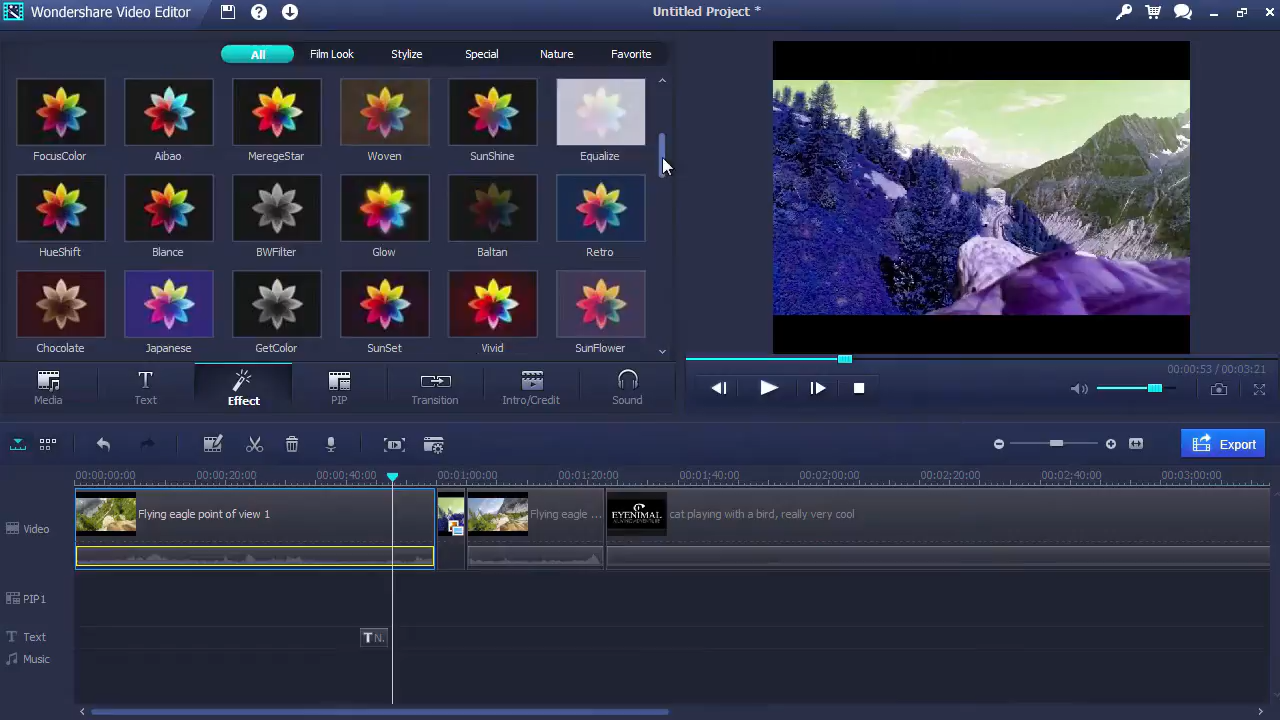 Wondershare Video Editor
Untitled Project *
All Film Look Stylize Special Nature Favorite
FocusColor Aibao MeregeStar Woven SunShine Equalize
HueShift Blance BWFilter Glow Baltan Retro
Chocolate Japanese GetColor SunSet Vivid SunFlower
00:00:53 / 00:03:21
Media Text Effect PIP Transition Intro/Credit Sound
Export
00:00:00:00 00:00:20:00 00:00:40:00 00:01:00:00 00:01:20:00 00:01:40:00 00:02:00:00 00:02:20:00 00:02:40:00 00:03:00:00
Video
Flying eagle point of view 1
Flying eagle ...
EYENIMAL
cat playing with a bird, really very cool
PIP1
Text
T N.
Music